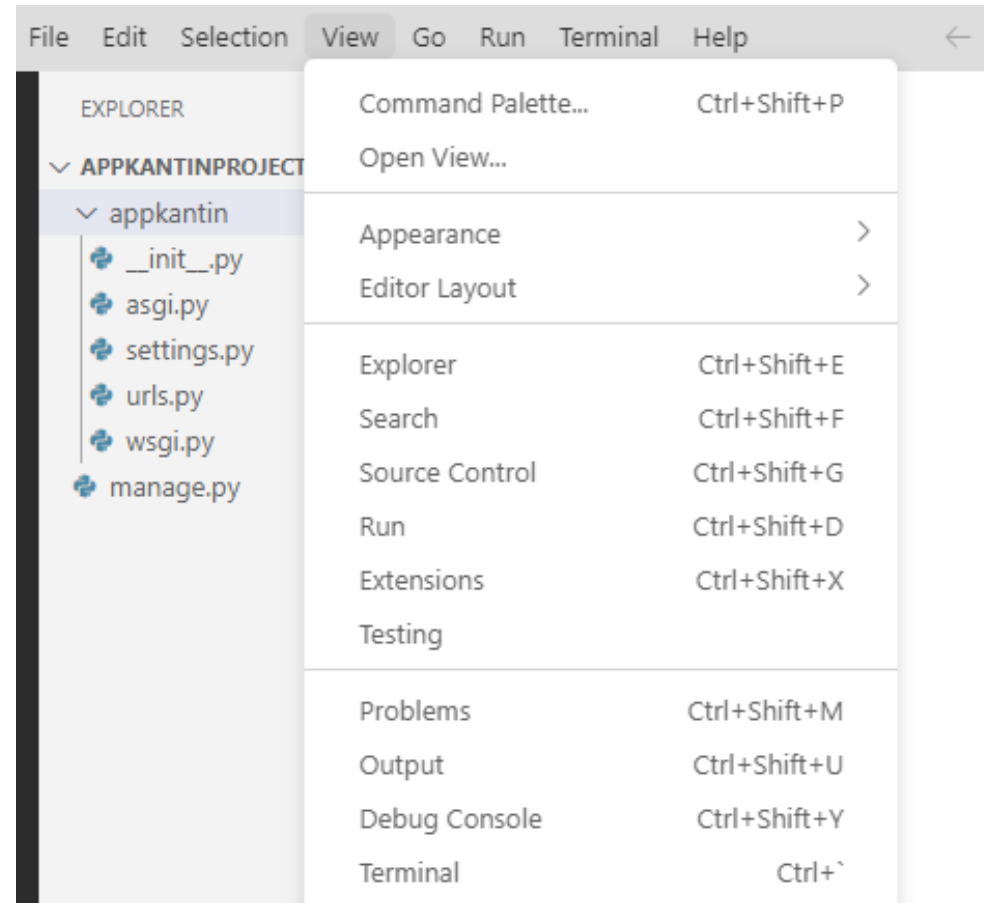 File Edit Selection View Go Run Terminal Help
EXPLORER
APPKANTINPROJECT
appkantin
__init__.py
asgi.py
settings.py
urls.py
wsgi.py
manage.py
Command Palette... Ctrl+Shift+P
Open View...
Appearance
Editor Layout
Explorer Ctrl+Shift+E
Search Ctrl+Shift+F
Source Control Ctrl+Shift+G
Run Ctrl+Shift+D
Extensions Ctrl+Shift+X
Testing
Problems Ctrl+Shift+M
Output Ctrl+Shift+U
Debug Console Ctrl+Shift+Y
Terminal Ctrl+`